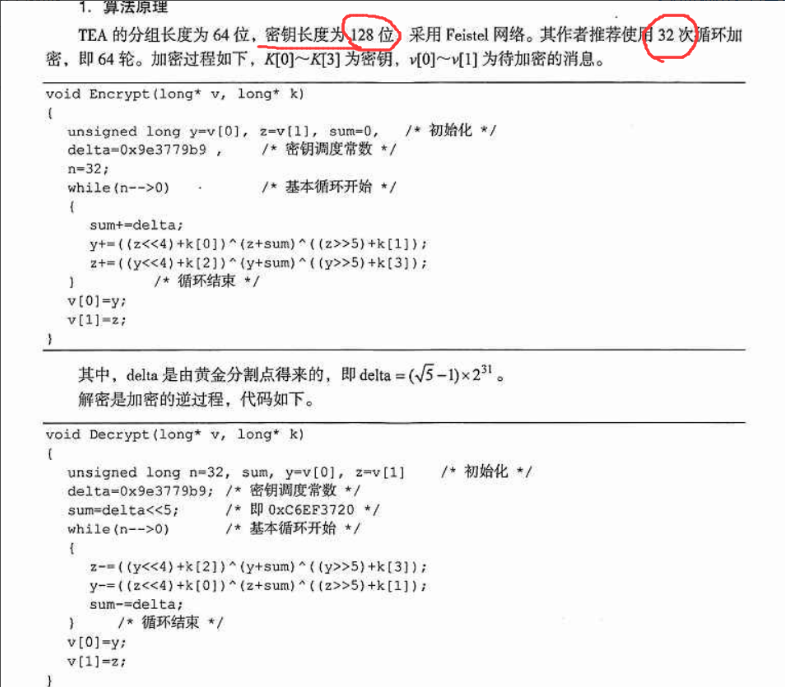 1. 算法原理
TEA 的分组长度为 64 位，密钥长度为 128 位，采用 Feistel 网络。其作者推荐使用 32 次循环加
密，即 64 轮。加密过程如下，K[0]～K[3] 为密钥，v[0]～v[1] 为待加密的消息。
void Encrypt(long* v, long* k)
{
unsigned long y=v[0], z=v[1], sum=0, /* 初始化 */
delta=0x9e3779b9 , /* 密钥调度常数 */
n=32;
while(n-->0) /* 基本循环开始 */
{
sum+=delta;
y+=((z<<4)+k[0])^(z+sum)^((z>>5)+k[1]);
z+=((y<<4)+k[2])^(y+sum)^((y>>5)+k[3]);
} /* 循环结束 */
v[0]=y;
v[1]=z;
}
其中，delta 是由黄金分割点得来的，即 delta = (√5−1)×2³¹ 。
解密是加密的逆过程，代码如下。
void Decrypt(long* v, long* k)
{
unsigned long n=32, sum, y=v[0], z=v[1] /* 初始化 */
delta=0x9e3779b9; /* 密钥调度常数 */
sum=delta<<5; /* 即 0xC6EF3720 */
while(n-->0) /* 基本循环开始 */
{
z-=((y<<4)+k[2])^(y+sum)^((y>>5)+k[3]);
y-=((z<<4)+k[0])^(z+sum)^((z>>5)+k[1]);
sum-=delta;
} /* 循环结束 */
v[0]=y;
v[1]=z;
}